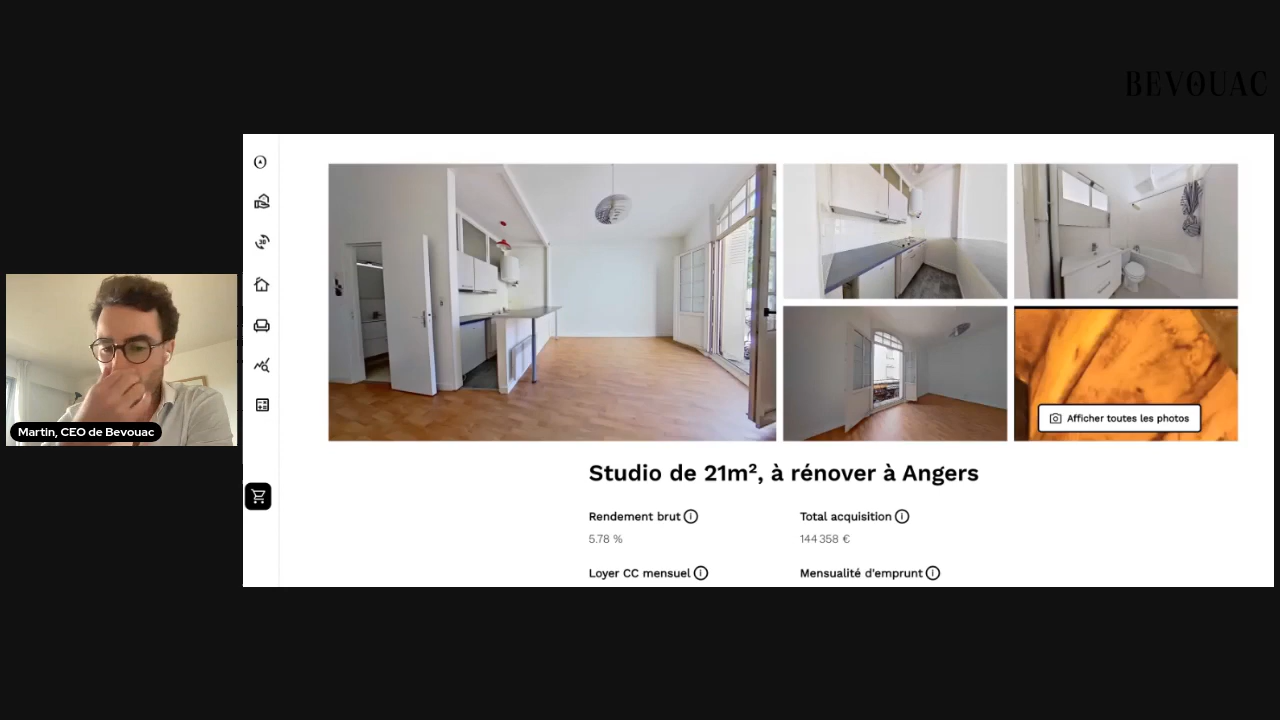 BEVOUAC
Martin, CEO de Bevouac
Afficher toutes les photos
Studio de 21m², à rénover à Angers
Rendement brut
Total acquisition
5.78 %
144 358 €
Loyer CC mensuel
Mensualité d'emprunt